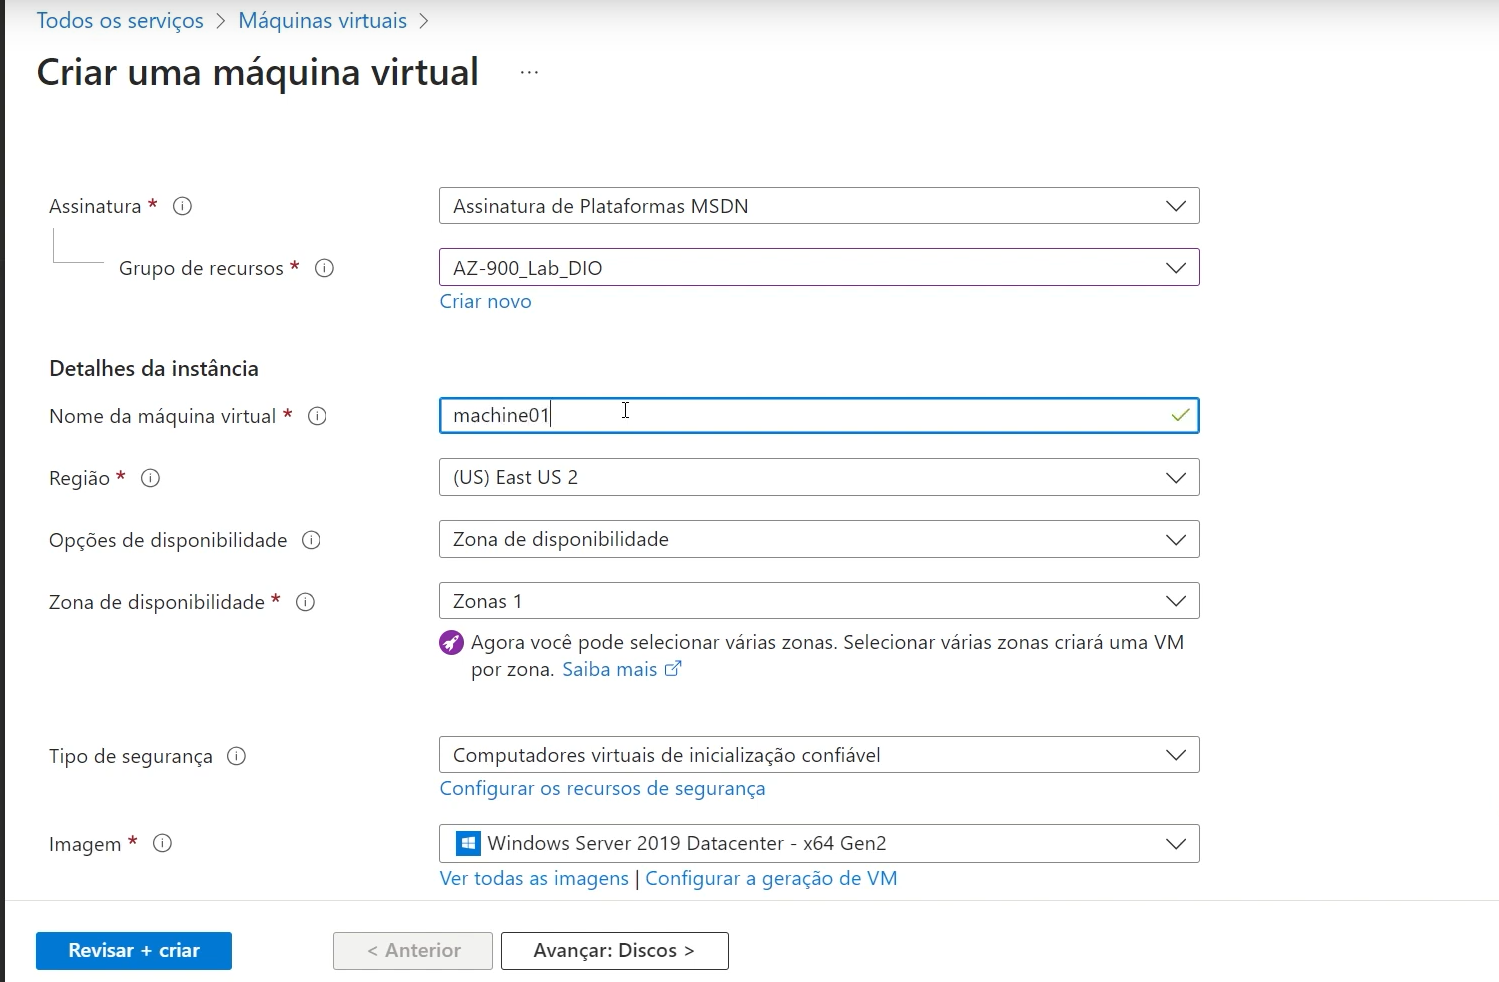 Todos os serviços > Máquinas virtuais >
Criar uma máquina virtual ...
Assinatura * Assinatura de Plataformas MSDN
Grupo de recursos * AZ-900_Lab_DIO
Criar novo
Detalhes da instância
Nome da máquina virtual * machine01
Região * (US) East US 2
Opções de disponibilidade Zona de disponibilidade
Zona de disponibilidade * Zonas 1
Agora você pode selecionar várias zonas. Selecionar várias zonas criará uma VM
por zona. Saiba mais
Tipo de segurança Computadores virtuais de inicialização confiável
Configurar os recursos de segurança
Imagem * Windows Server 2019 Datacenter - x64 Gen2
Ver todas as imagens | Configurar a geração de VM
Revisar + criar < Anterior Avançar: Discos >